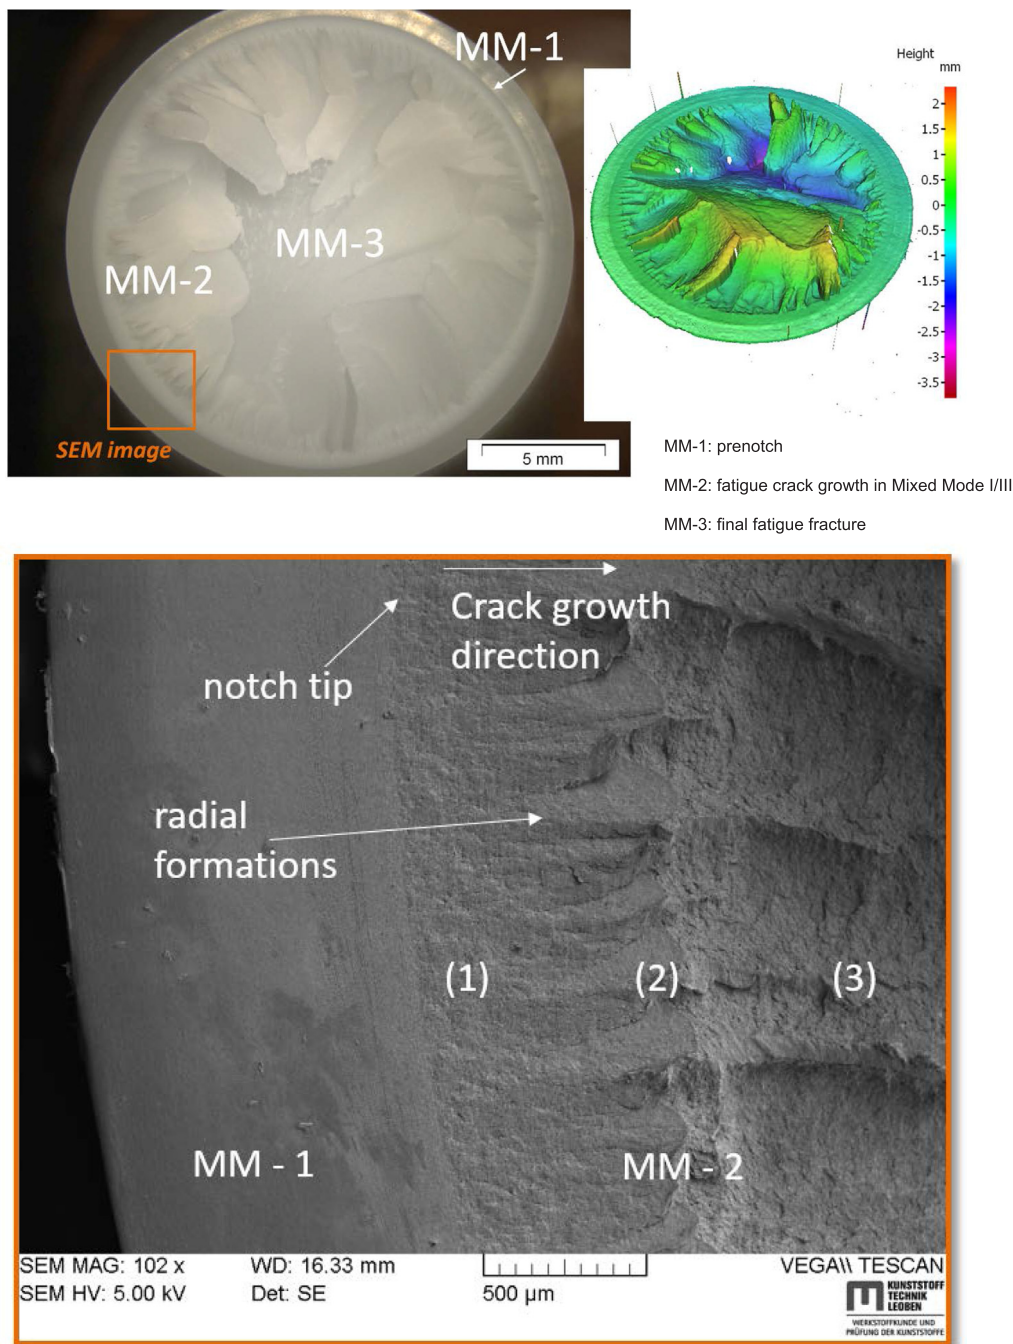 MM-1
MM-3
MM-2
SEM image
5 mm
Height
mm
2
1.5
1
0.5
0
-0.5
-1
-1.5
-2
-2.5
-3
-3.5
MM-1: prenotch
MM-2: fatigue crack growth in Mixed Mode I/III
MM-3: final fatigue fracture
Crack growth
direction
notch tip
radial
formations
(1)
(2)
(3)
MM - 1
MM - 2
SEM MAG: 102 x
WD: 16.33 mm
VEGA\\ TESCAN
SEM HV: 5.00 kV
Det: SE
500 µm
KUNSTSTOFF
TECHNIK
LEOBEN
WERKSTOFFKUNDE UND
PRÜFUNG DER KUNSTSTOFFE